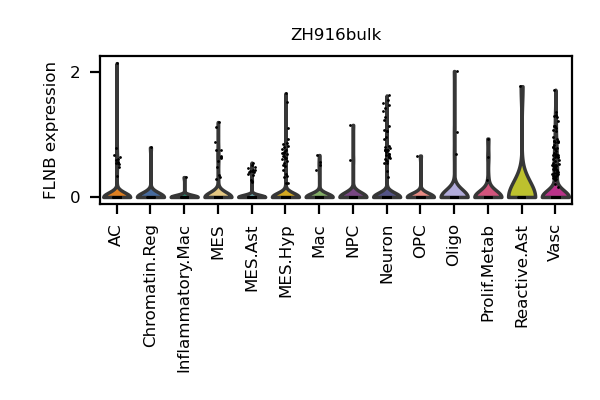 ZH916bulk
FLNB expression
2
0
AC
Chromatin.Reg
Inflammatory.Mac
MES
MES.Ast
MES.Hyp
Mac
NPC
Neuron
OPC
Oligo
Prolif.Metab
Reactive.Ast
Vasc